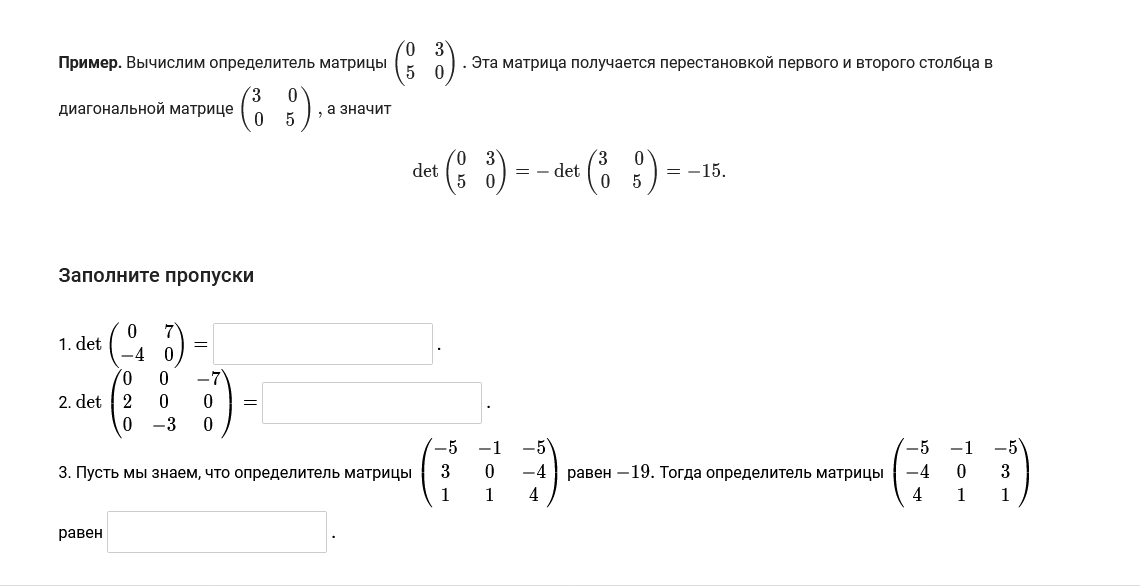 Пример. Вычислим определитель матрицы \begin{pmatrix} 0 & 3 \\ 5 & 0 \end{pmatrix}. Эта матрица получается перестановкой первого и второго столбца в
диагональной матрице \begin{pmatrix} 3 & 0 \\ 0 & 5 \end{pmatrix}, а значит
\det \begin{pmatrix} 0 & 3 \\ 5 & 0 \end{pmatrix} = -\det \begin{pmatrix} 3 & 0 \\ 0 & 5 \end{pmatrix} = -15.
Заполните пропуски
1. \det \begin{pmatrix} 0 & 7 \\ -4 & 0 \end{pmatrix} = .
2. \det \begin{pmatrix} 0 & 0 & -7 \\ 2 & 0 & 0 \\ 0 & -3 & 0 \end{pmatrix} = .
3. Пусть мы знаем, что определитель матрицы \begin{pmatrix} -5 & -1 & -5 \\ 3 & 0 & -4 \\ 1 & 1 & 4 \end{pmatrix} равен -19. Тогда определитель матрицы \begin{pmatrix} -5 & -1 & -5 \\ -4 & 0 & 3 \\ 4 & 1 & 1 \end{pmatrix}
равен .